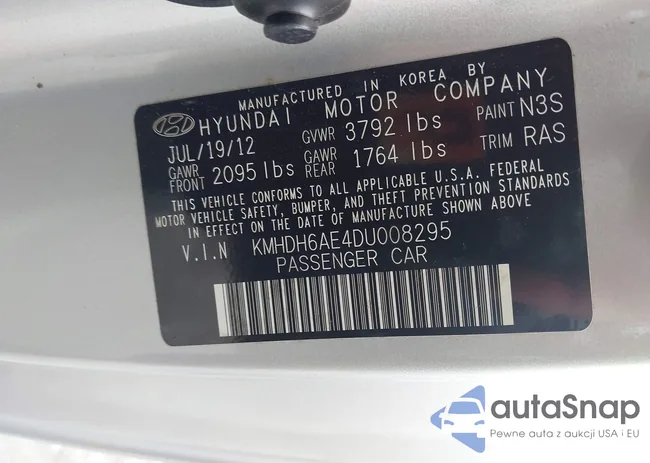 MANUFACTURED IN KOREA BY
HYUNDAI MOTOR COMPANY
JUL/19/12 GVWR 3792 lbs PAINT N3S
GAWR FRONT 2095 lbs GAWR REAR 1764 lbs TRIM RAS
THIS VEHICLE CONFORMS TO ALL APPLICABLE U.S.A. FEDERAL
MOTOR VEHICLE SAFETY, BUMPER, AND THEFT PREVENTION STANDARDS
IN EFFECT ON THE DATE OF MANUFACTURE SHOWN ABOVE
V.I.N KMHDH6AE4DU008295
PASSENGER CAR
autoSnap
Pewne auta z aukcji USA i EU